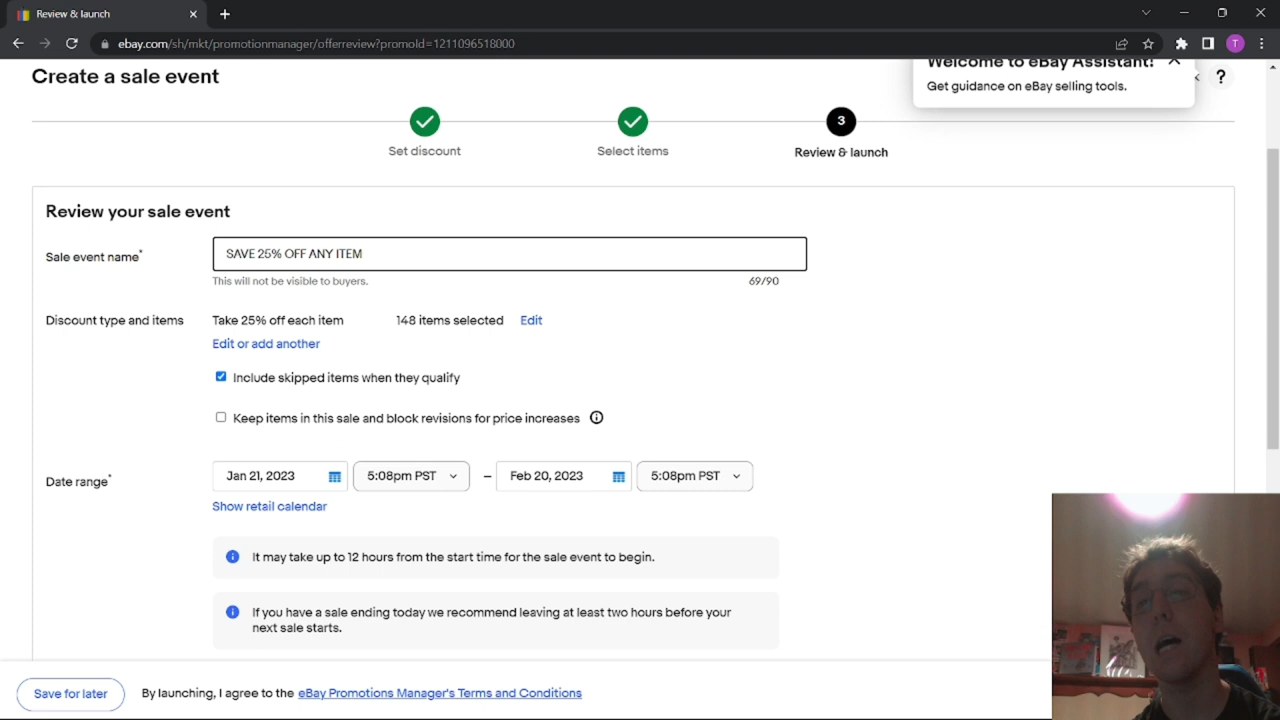 Review & launch
ebay.com/sh/mkt/promotionmanager/offerreview?promoId=1211096518000
T
Create a sale event
Welcome to eBay Assistant!
Get guidance on eBay selling tools.
?
3
Set discount
Select items
Review & launch
Review your sale event
Sale event name*
SAVE 25% OFF ANY ITEM
This will not be visible to buyers.
69/90
Discount type and items
Take 25% off each item
148 items selected
Edit
Edit or add another
Include skipped items when they qualify
Keep items in this sale and block revisions for price increases
Date range*
Jan 21, 2023
5:08pm PST
–
Feb 20, 2023
5:08pm PST
Show retail calendar
It may take up to 12 hours from the start time for the sale event to begin.
If you have a sale ending today we recommend leaving at least two hours before your
next sale starts.
Save for later
By launching, I agree to the eBay Promotions Manager's Terms and Conditions